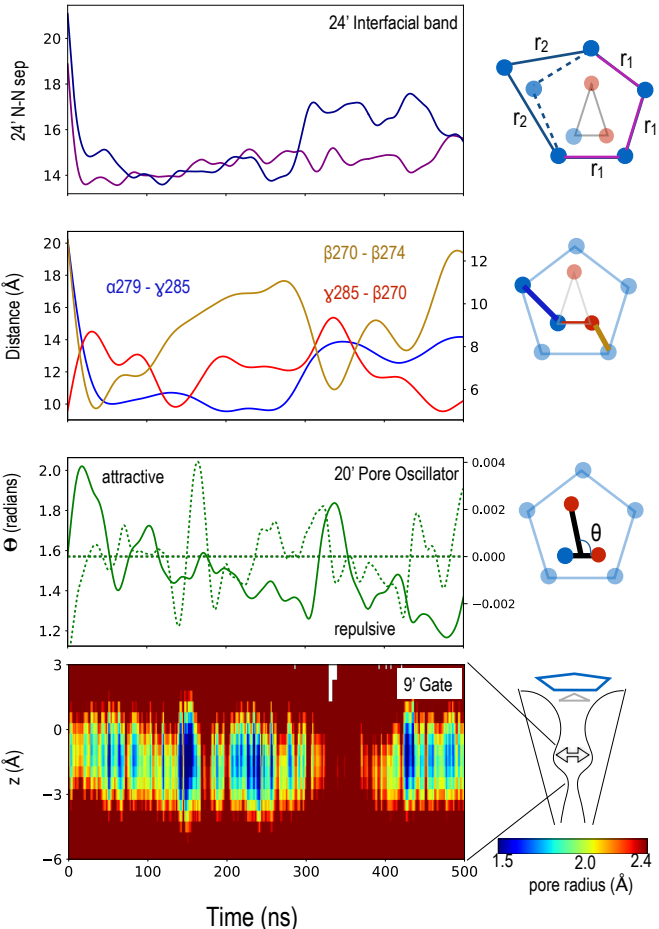 24' Interfacial band
24' N-N sep
20
18
16
14
r2
r1
r2
r1
r1
Distance (Å)
20
18
16
14
12
10
α279 - ɣ285
β270 - β274
ɣ285 - β270
12
10
8
6
Θ (radians)
2.0
1.8
1.6
1.4
1.2
attractive
20' Pore Oscillator
repulsive
0.004
0.002
0.000
−0.002
θ
z (Å)
3
0
−3
−6
9' Gate
0
100
200
300
400
500
Time (ns)
1.5
2.0
2.4
pore radius (Å)